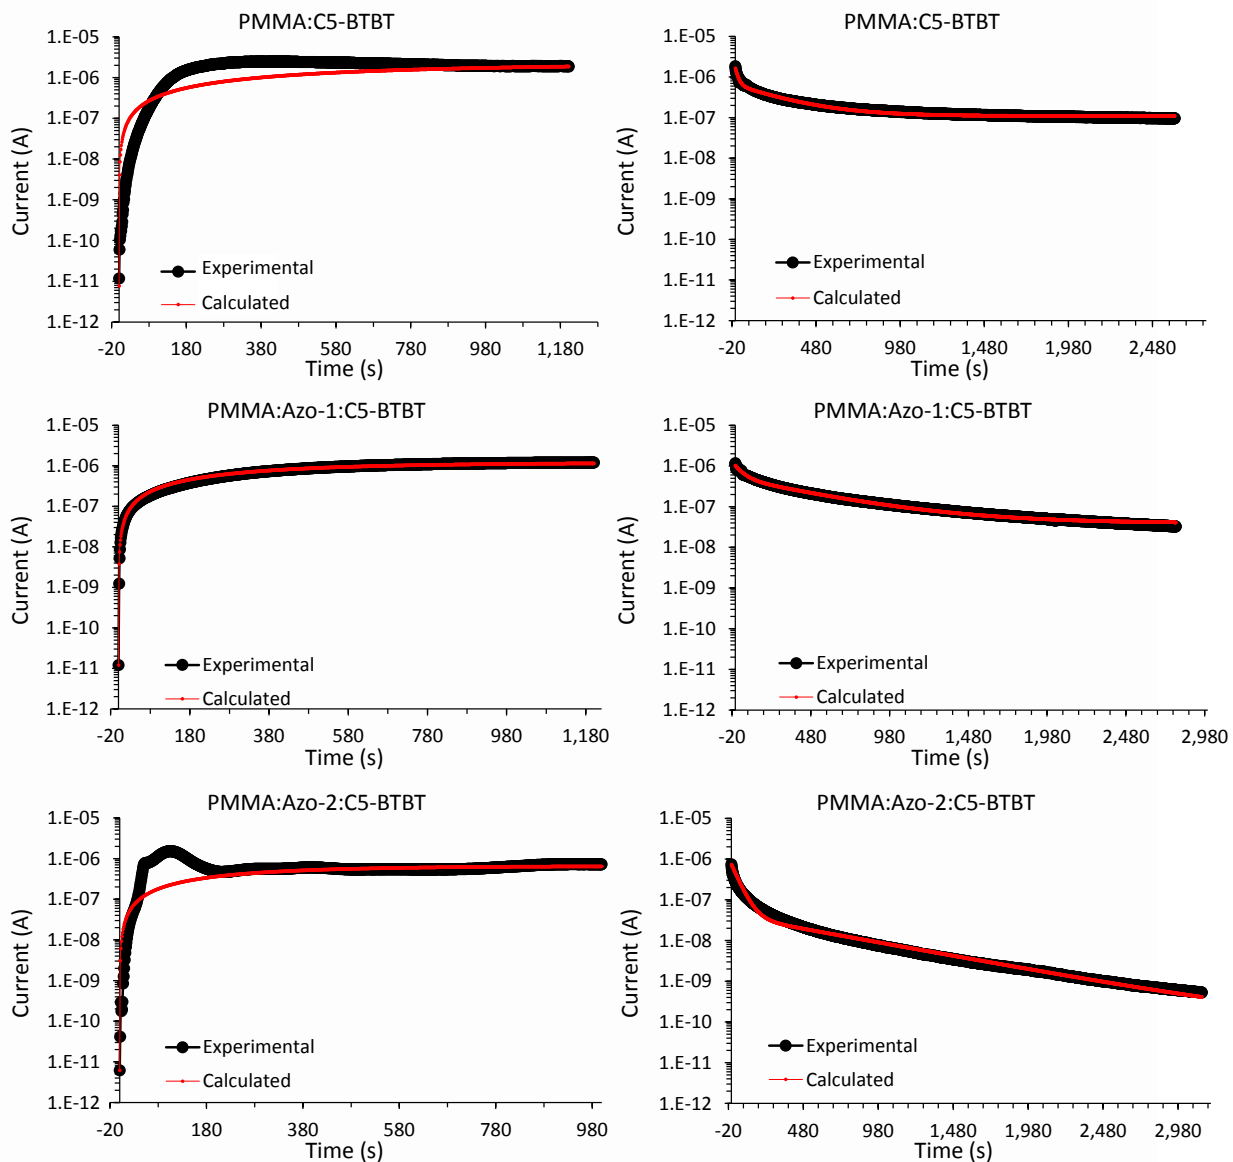 PMMA:C5-BTBT
1.E-05
1.E-06
1.E-07
1.E-08
1.E-09
1.E-10
1.E-11
1.E-12
Current (A)
Experimental
Calculated
-20 180 380 580 780 980 1,180
Time (s)
PMMA:C5-BTBT
1.E-05
1.E-06
1.E-07
1.E-08
1.E-09
1.E-10
1.E-11
1.E-12
Current (A)
Experimental
Calculated
-20 480 980 1,480 1,980 2,480
Time (s)
PMMA:Azo-1:C5-BTBT
1.E-05
1.E-06
1.E-07
1.E-08
1.E-09
1.E-10
1.E-11
1.E-12
Current (A)
Experimental
Calculated
-20 180 380 580 780 980 1,180
Time (s)
PMMA:Azo-1:C5-BTBT
1.E-05
1.E-06
1.E-07
1.E-08
1.E-09
1.E-10
1.E-11
1.E-12
Current (A)
Experimental
Calculated
-20 480 980 1,480 1,980 2,480 2,980
Time (s)
PMMA:Azo-2:C5-BTBT
1.E-05
1.E-06
1.E-07
1.E-08
1.E-09
1.E-10
1.E-11
1.E-12
Current (A)
Experimental
Calculated
-20 180 380 580 780 980
Time (s)
PMMA:Azo-2:C5-BTBT
1.E-05
1.E-06
1.E-07
1.E-08
1.E-09
1.E-10
1.E-11
1.E-12
Current (A)
Experimental
Calculated
-20 480 980 1,480 1,980 2,480 2,980
Time (s)